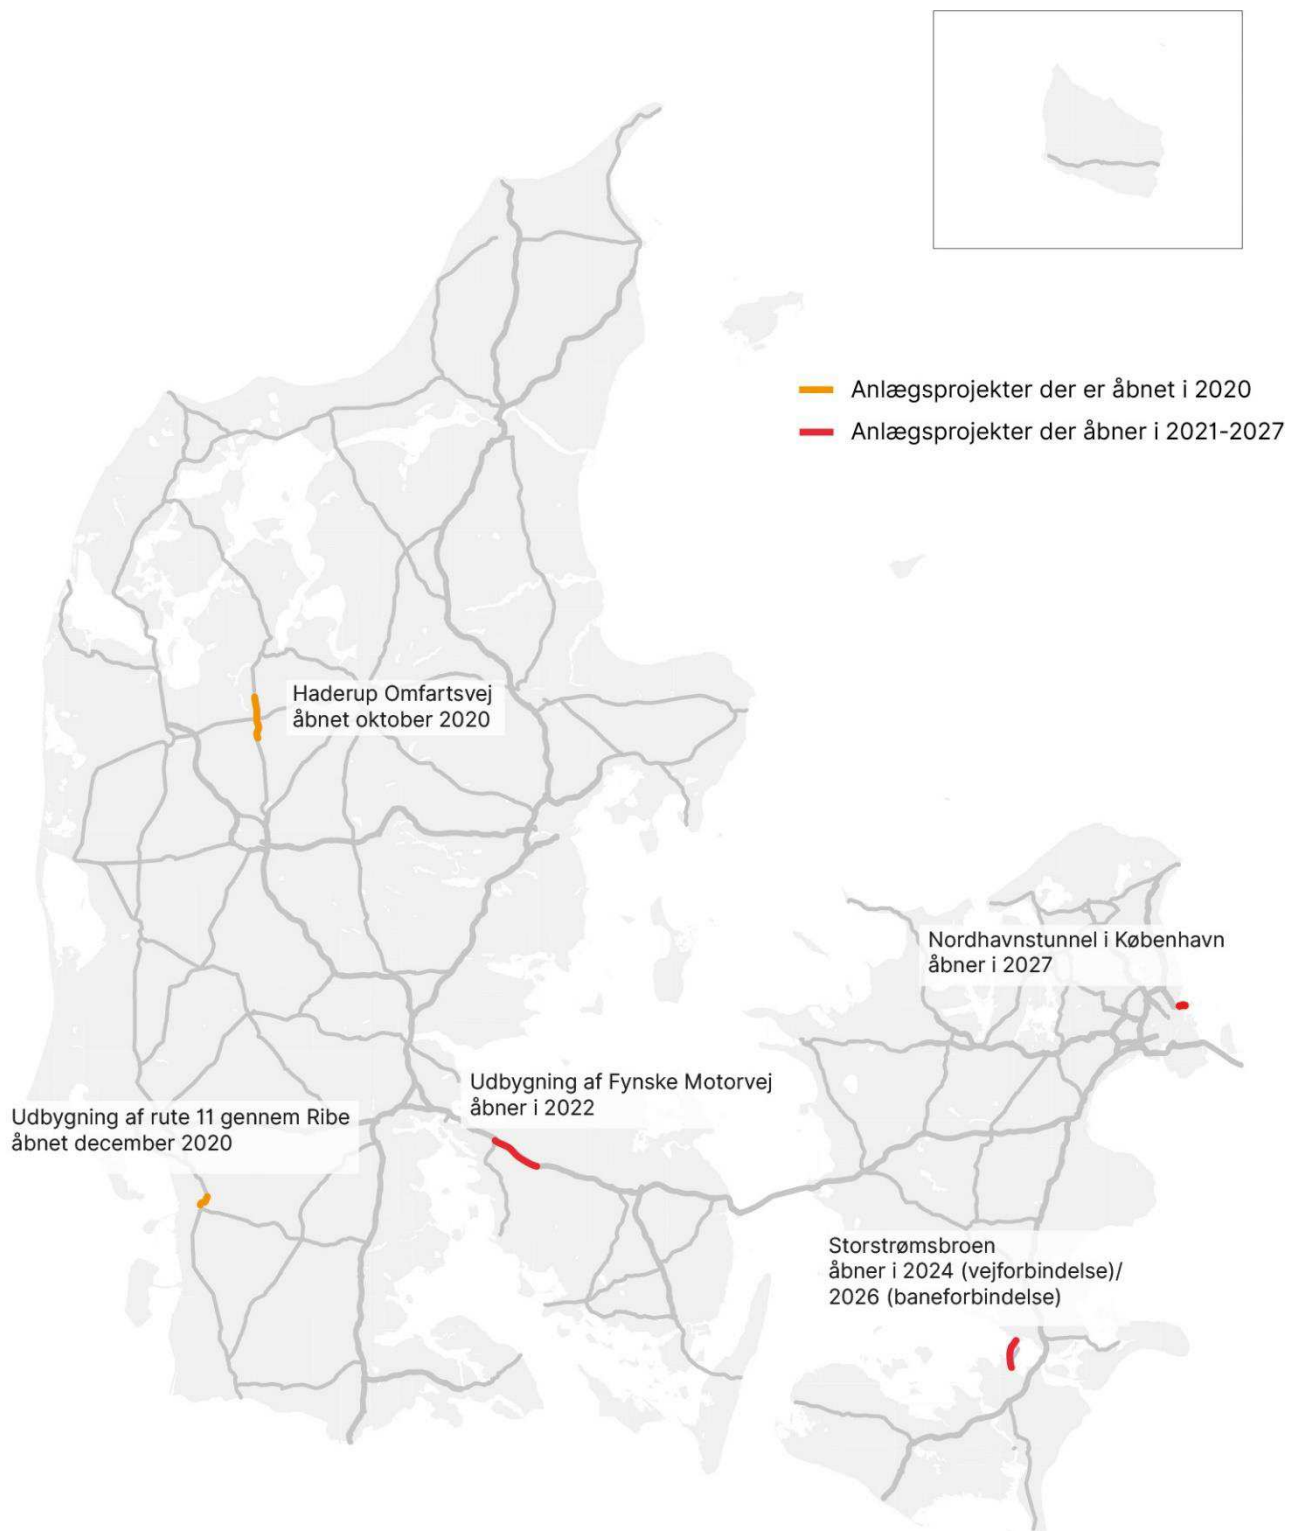 Anlægsprojekter der er åbnet i 2020
Anlægsprojekter der åbner i 2021-2027
Haderup Omfartsvej
åbnet oktober 2020
Nordhavnstunnel i København
åbner i 2027
Udbygning af Fynske Motorvej
åbner i 2022
Udbygning af rute 11 gennem Ribe
åbnet december 2020
Storstrømsbroen
åbner i 2024 (vejforbindelse)/
2026 (baneforbindelse)